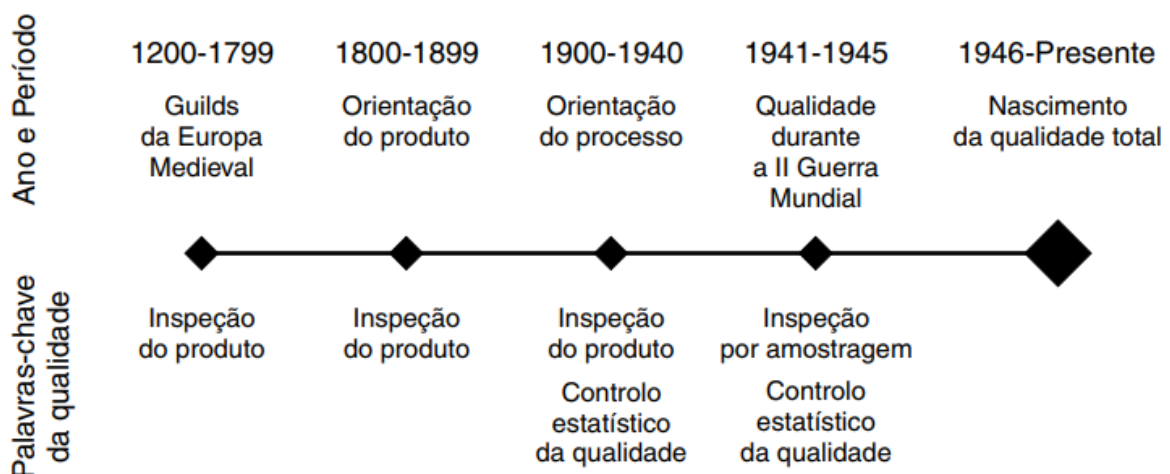 Ano e Período
1200-1799
Guilds
da Europa
Medieval
1800-1899
Orientação
do produto
1900-1940
Orientação
do processo
1941-1945
Qualidade
durante
a II Guerra
Mundial
1946-Presente
Nascimento
da qualidade total
Palavras-chave
da qualidade
Inspeção
do produto
Inspeção
do produto
Inspeção
do produto
Controlo
estatístico
da qualidade
Inspeção
por amostragem
Controlo
estatístico
da qualidade